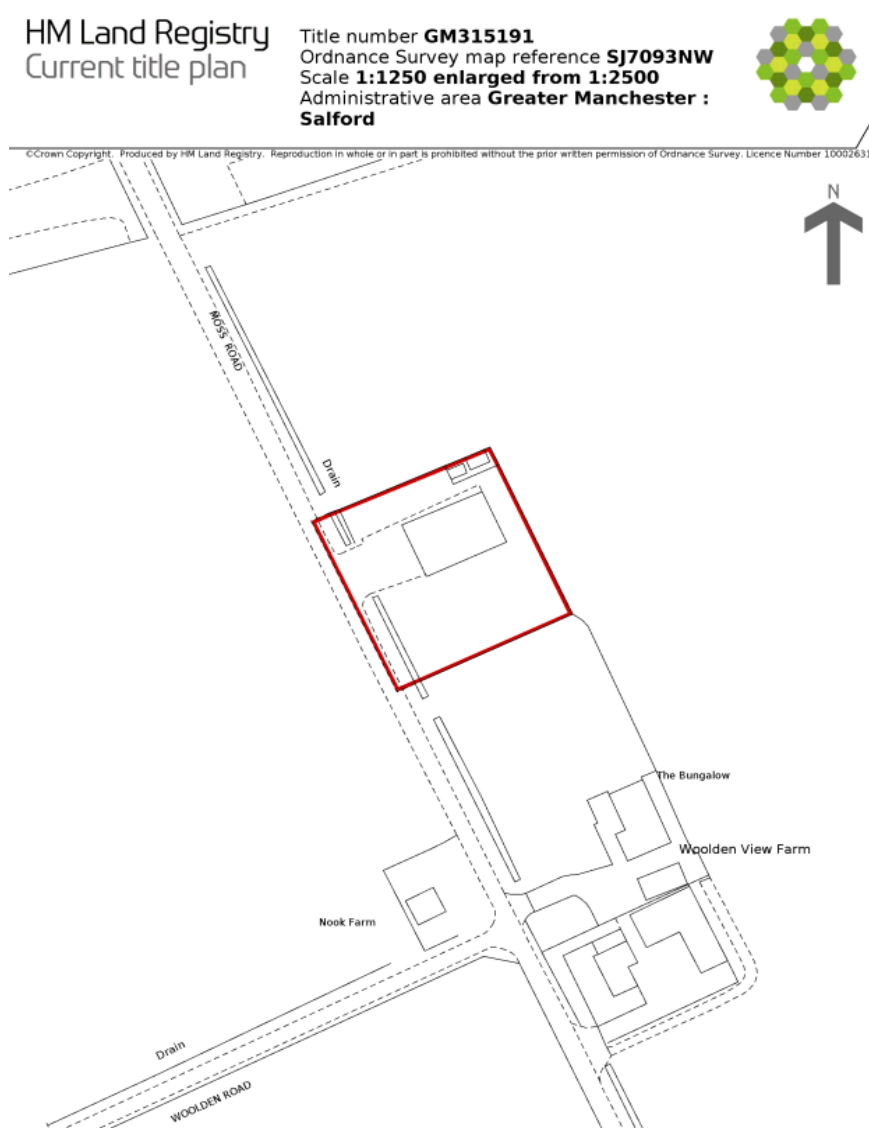 HM Land Registry
Current title plan
Title number GM315191
Ordnance Survey map reference SJ7093NW
Scale 1:1250 enlarged from 1:2500
Administrative area Greater Manchester :
Salford
©Crown Copyright. Produced by HM Land Registry. Reproduction in whole or in part is prohibited without the prior written permission of Ordnance Survey. Licence Number 10002631
N
MOSS ROAD
Drain
The Bungalow
Woolden View Farm
Nook Farm
Drain
WOOLDEN ROAD